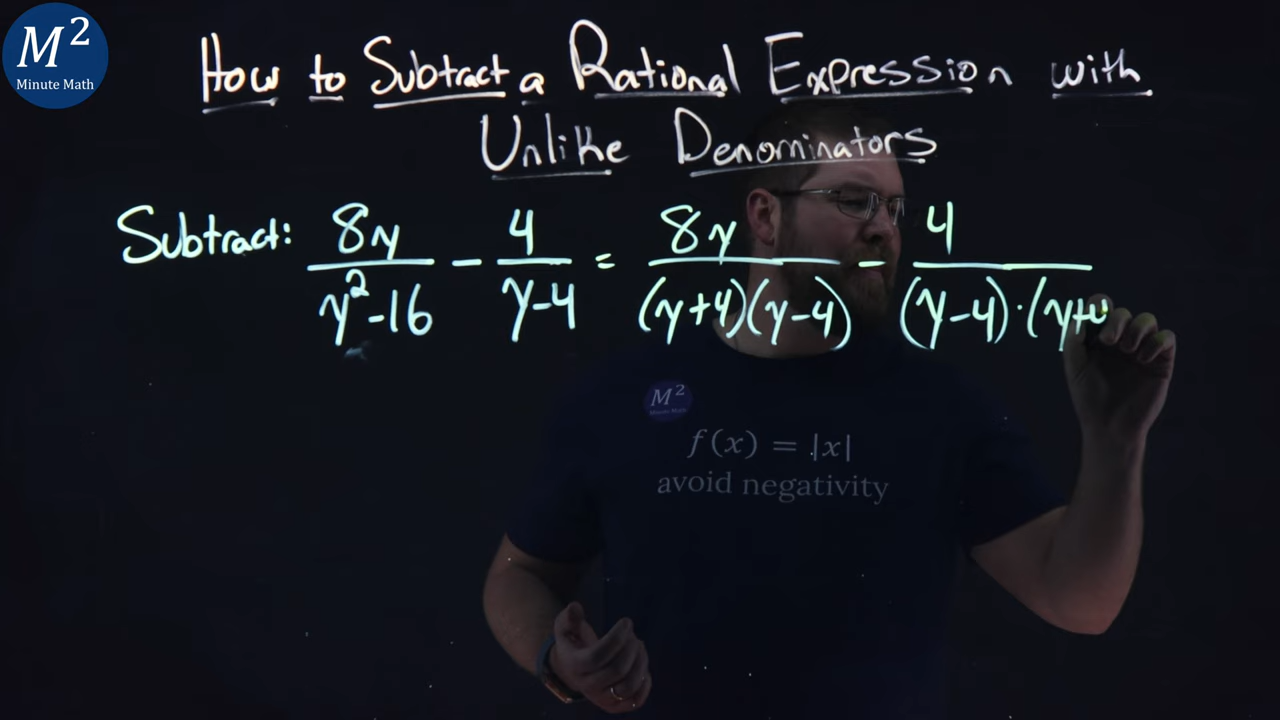 M²
Minute Math
How to Subtract a Rational Expression with
Unlike Denominators
Subtract: 8y/(y²-16) - 4/(y-4) = 8y/((y+4)(y-4)) - 4/((y-4)·(y+4
M²
Minute Math
f(x) = |x|
avoid negativity